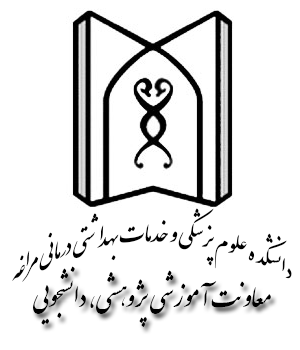 دانشکده علوم پزشکی و خدمات بهداشتی درمانی مراغه
معاونت آموزشی پژوهشی، دانشجویی